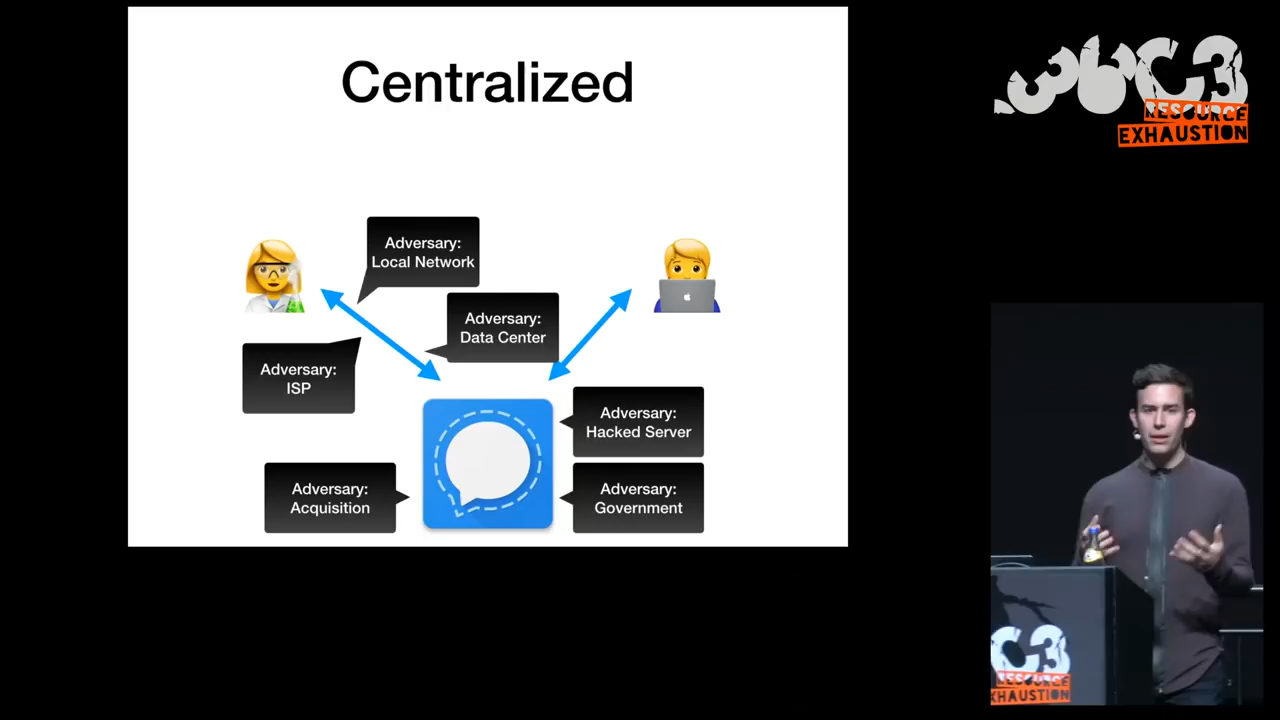 Centralized
36C3
RESOURCE
EXHAUSTION
Adversary:
Local Network
Adversary:
Data Center
Adversary:
ISP
Adversary:
Hacked Server
Adversary:
Acquisition
Adversary:
Government
C3
RESOURCE
XHAUSTION